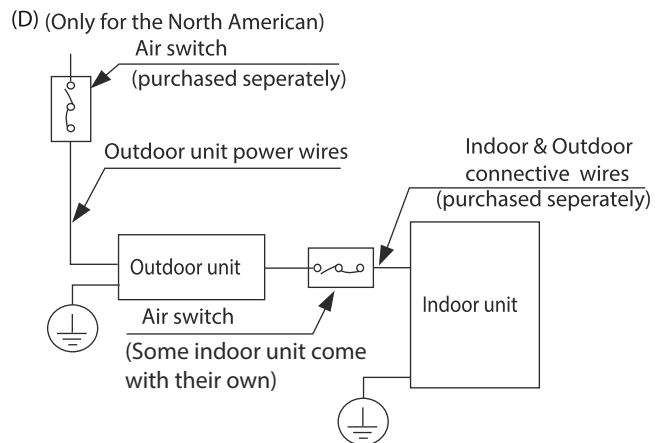 (D) (Only for the North American)
Air switch
(purchased seperately)
Outdoor unit power wires
Indoor & Outdoor
connective wires
(purchased seperately)
Outdoor unit
Indoor unit
Air switch
(Some indoor unit come
with their own)